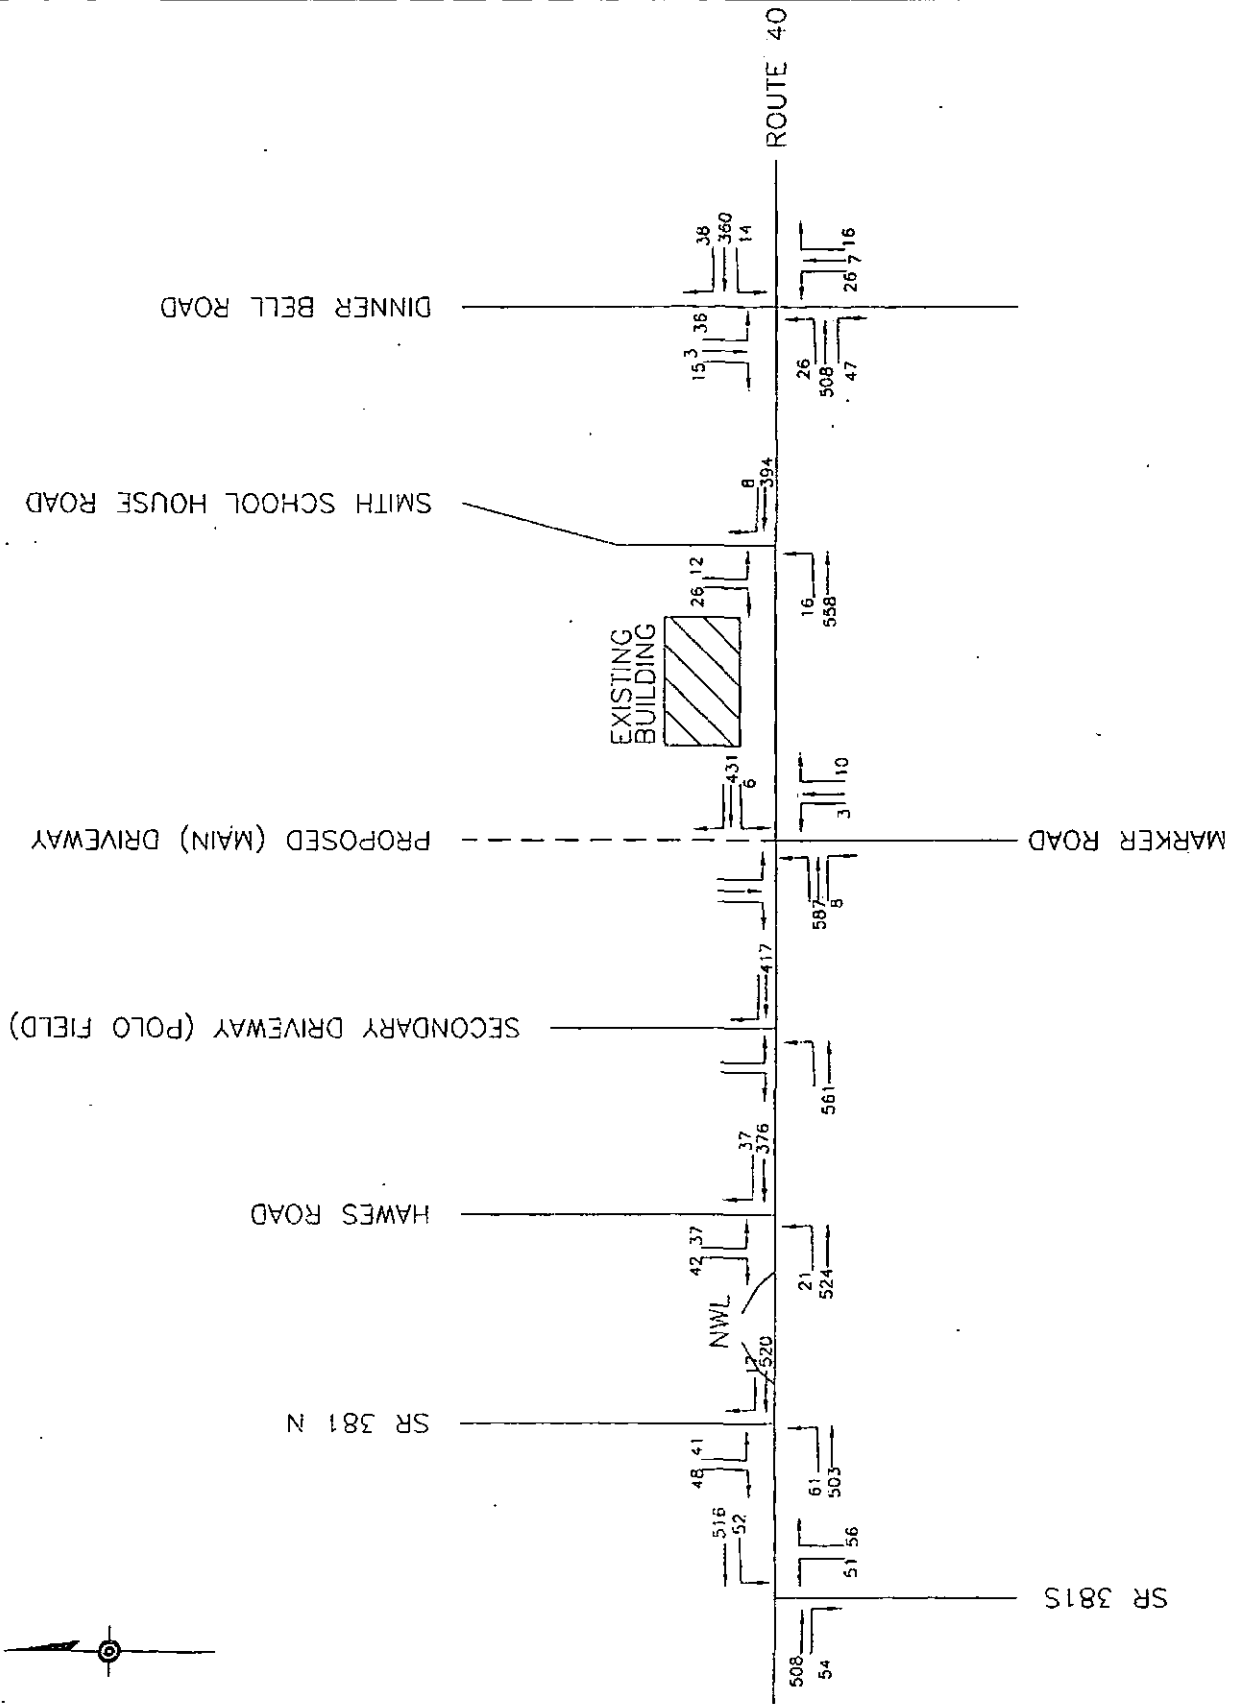 ROUTE 40
DINNER BELL ROAD
38
360
14
15 3 36
26 7 16
26
508
47
SMITH SCHOOL HOUSE ROAD
8
394
26 12
16
558
EXISTING
BUILDING
PROPOSED (MAIN) DRIVEWAY
431
6
3 10
MARKER ROAD
587
8
SECONDARY DRIVEWAY (POLO FIELD)
417
561
HAWES ROAD
37
376
42 37
21
524
NWL
SR 381 N
520
48 41
61
503
516
52
51 56
SR 381S
508
54